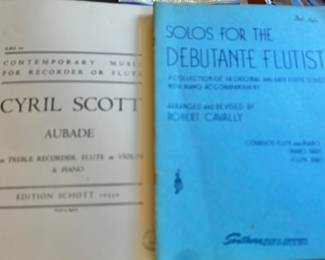 CONTEMPORARY MUSIC
FOR RECORDER OR FLUTE
CYRIL SCOTT
AUBADE
TREBLE RECORDER, FLUTE or VIOLIN
& PIANO
EDITION SCHOTT
SOLOS FOR THE
DEBUTANTE FLUTIST
A COLLECTION OF ORIGINAL AND EASY FLUTE SOLOS
WITH PIANO ACCOMPANIMENT
ARRANGED and REVISED by
ROBERT CAVALLY
COMPLETE FLUTE and PIANO
PIANO PART
FLUTE PART
Southern